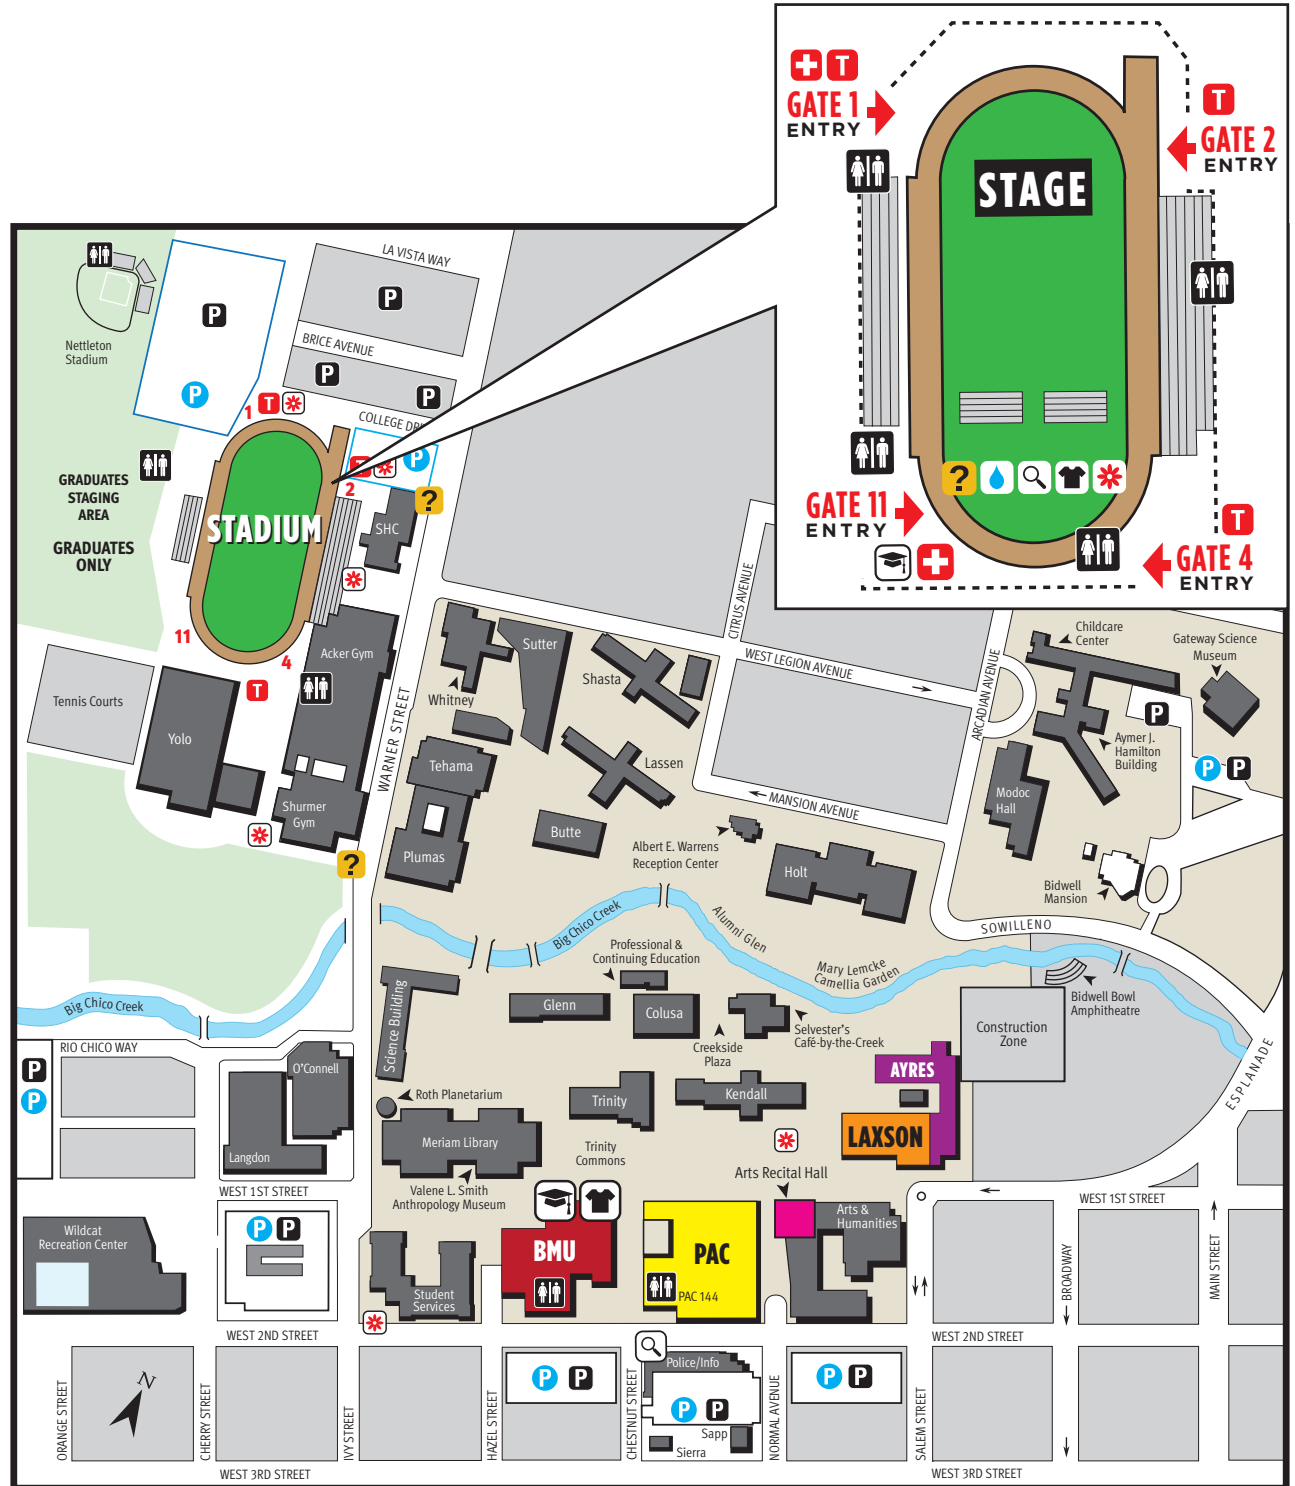 T
GATE 1
ENTRY
T
GATE 2
ENTRY
STAGE
?
GATE 11
ENTRY
T
GATE 4
ENTRY
LA VISTA WAY
P
P
BRICE AVENUE
P
P
P
COLLEGE
Nettleton
Stadium
1
T
P
2
?
GRADUATES
STAGING
AREA
GRADUATES
ONLY
STADIUM
SHC
11
4
T
Acker Gym
Tennis Courts
Yolo
Shurmer
Gym
?
WARNER STREET
Whitney
Sutter
Shasta
Tehama
Lassen
Plumas
Butte
CITRUS AVENUE
WEST LEGION AVENUE
ARCADIAN AVENUE
MANSION AVENUE
Albert E. Warrens
Reception Center
Holt
Childcare
Center
Gateway Science
Museum
P
Aymer J.
Hamilton
Building
P
P
Modoc
Hall
Bidwell
Mansion
SOWILLENO
Big Chico Creek
Alumni Glen
Mary Lemcke
Camellia Garden
Professional &
Continuing Education
Big Chico Creek
Science Building
Glenn
Colusa
Creekside
Plaza
Selvester's
Café-by-the-Creek
Construction
Zone
Bidwell Bowl
Amphitheatre
ESPLANADE
RIO CHICO WAY
P
P
O'Connell
Langdon
Roth Planetarium
Meriam Library
Valene L. Smith
Anthropology Museum
Trinity
Trinity
Commons
Kendall
AYRES
LAXSON
Arts Recital Hall
Arts &
Humanities
WEST 1ST STREET
WEST 1ST STREET
Wildcat
Recreation Center
P
P
Student
Services
BMU
PAC
PAC 144
BROADWAY
MAIN STREET
WEST 2ND STREET
WEST 2ND STREET
N
ORANGE STREET
CHERRY STREET
IVY STREET
HAZEL STREET
P
P
CHESTNUT STREET
Police/Info
P
P
Sapp
Sierra
NORMAL AVENUE
P
P
SALEM STREET
WEST 3RD STREET
WEST 3RD STREET